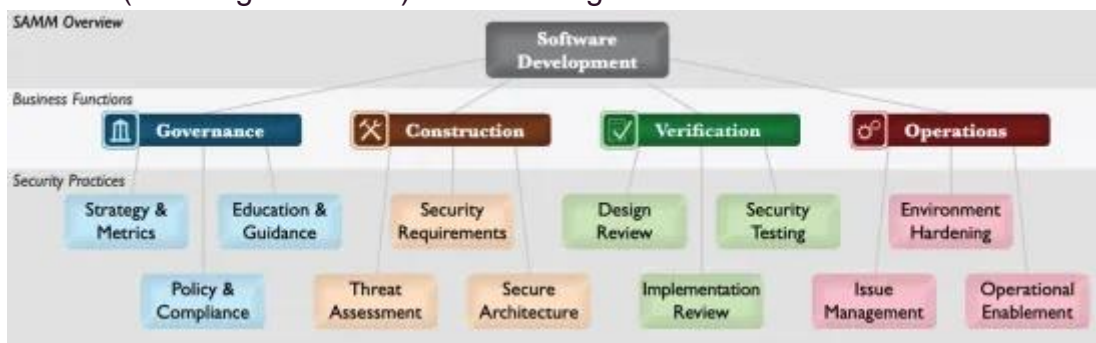 SAMM Overview
Software
Development
Business Functions
Governance
Construction
Verification
Operations
Security Practices
Strategy &
Metrics
Education &
Guidance
Security
Requirements
Design
Review
Security
Testing
Environment
Hardening
Policy &
Compliance
Threat
Assessment
Secure
Architecture
Implementation
Review
Issue
Management
Operational
Enablement